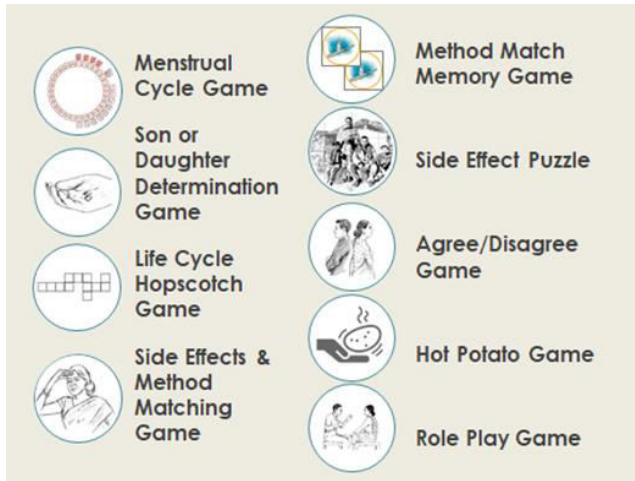 Menstrual
Cycle Game
Son or
Daughter
Determination
Game
Life Cycle
Hopscotch
Game
Side Effects &
Method
Matching
Game
Method Match
Memory Game
Side Effect Puzzle
Agree/Disagree
Game
Hot Potato Game
Role Play Game